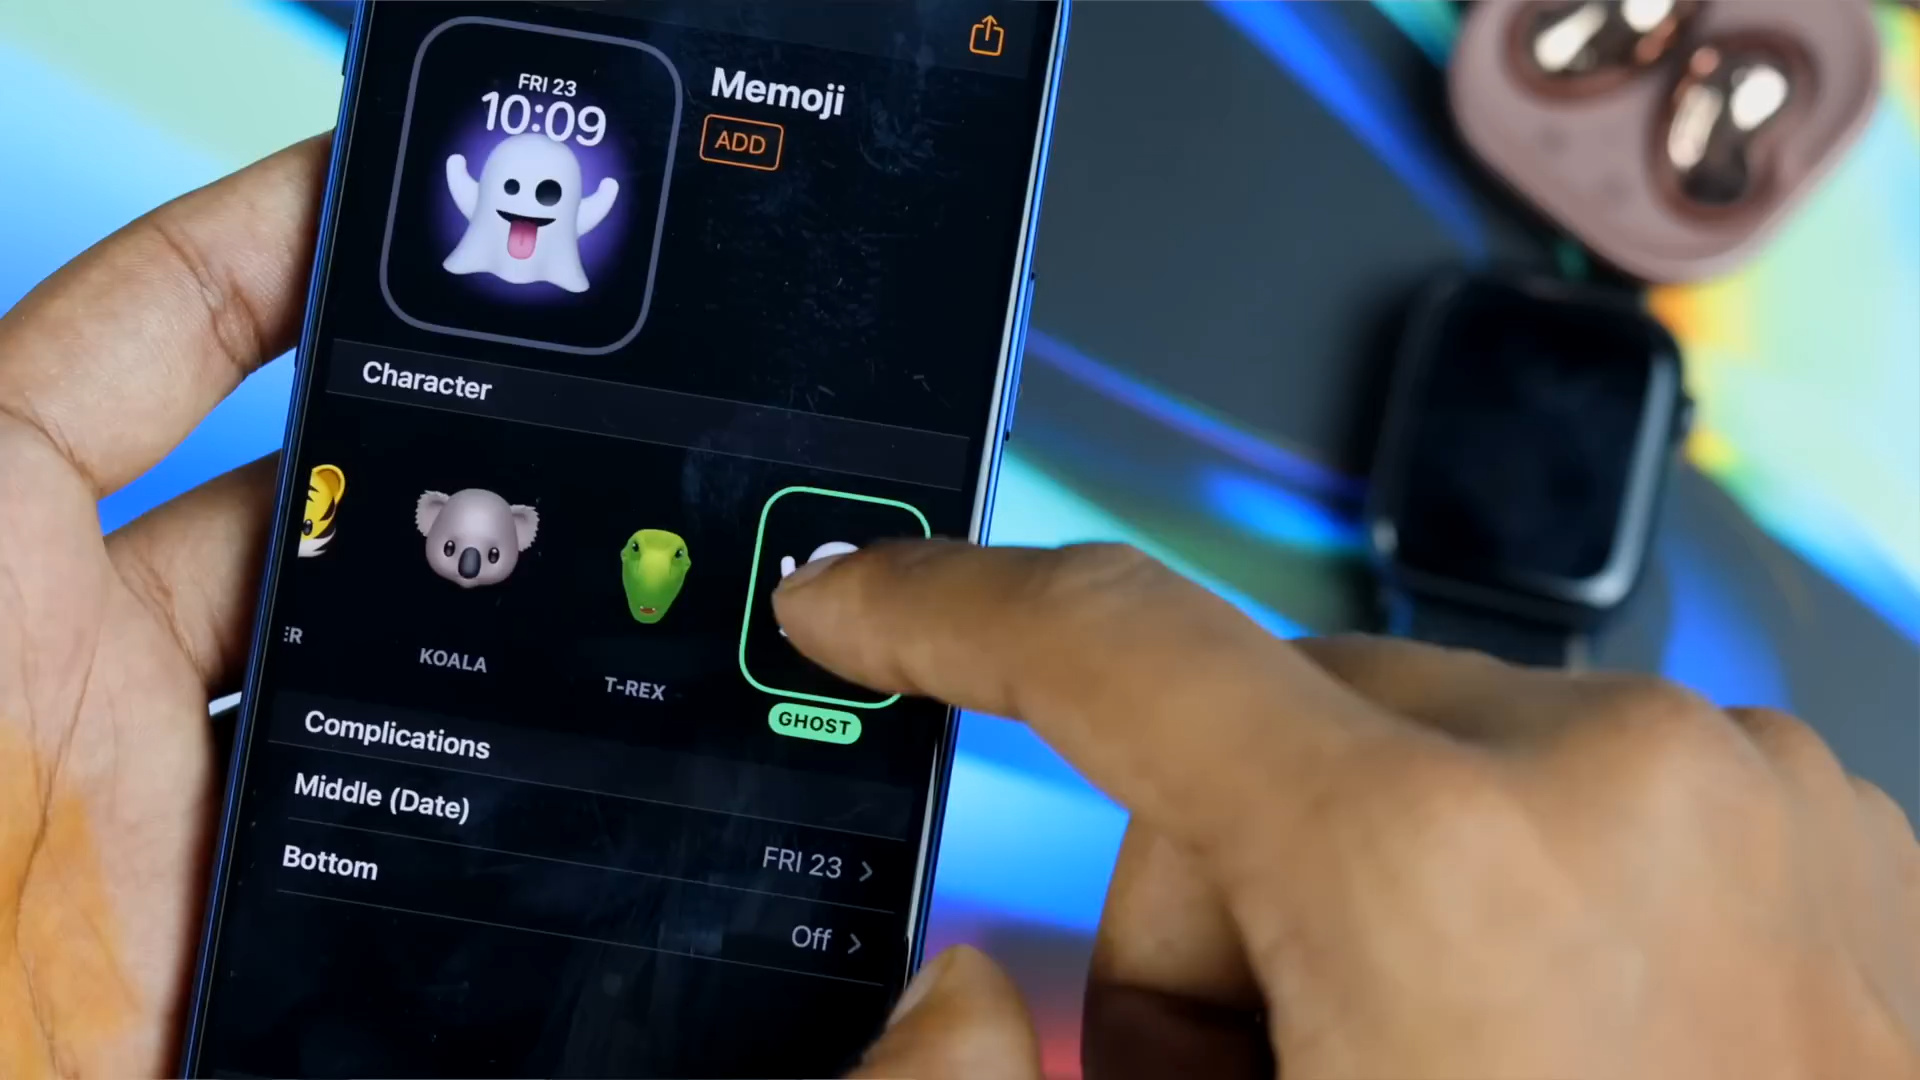 FRI 23
10:09
Memoji
ADD
Character
ER
KOALA
T-REX
GHOST
Complications
Middle (Date)
FRI 23
Bottom
Off